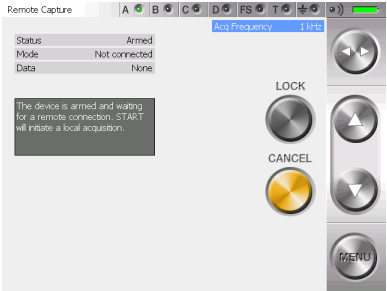 Remote Capture A B C D FS T
Acq Frequency 1 kHz
Status Armed
Mode Not connected
Data None
LOCK
The device is armed and waiting
for a remote connection. START
will initiate a local acquisition.
CANCEL
MENU